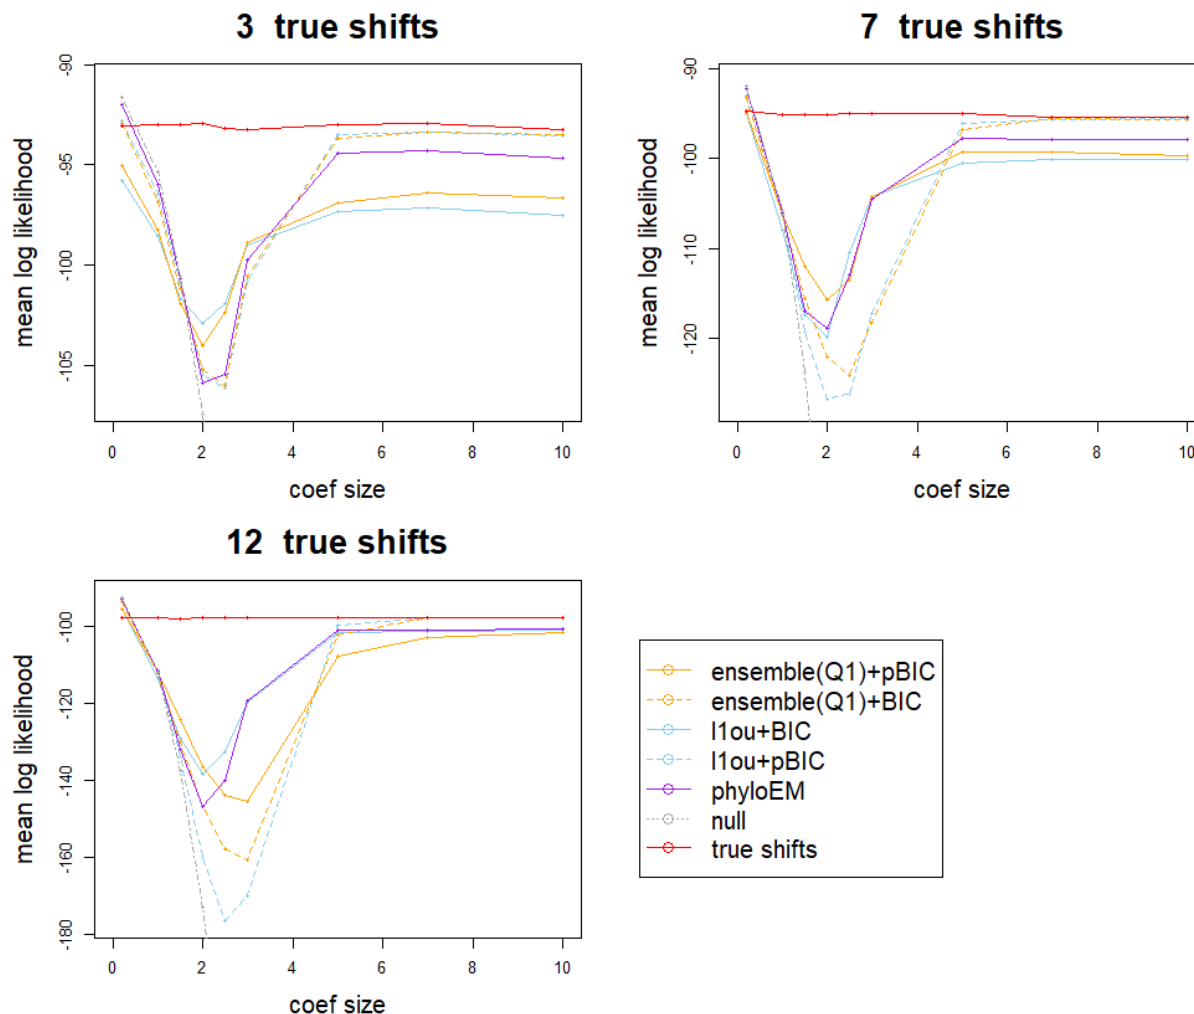 3 true shifts
mean log likelihood
-90
-95
-100
-105
0 2 4 6 8 10
coef size
7 true shifts
mean log likelihood
-90
-100
-110
-120
0 2 4 6 8 10
coef size
12 true shifts
mean log likelihood
-100
-120
-140
-160
-180
0 2 4 6 8 10
coef size
ensemble(Q1)+pBIC
ensemble(Q1)+BIC
l1ou+BIC
l1ou+pBIC
phyloEM
null
true shifts